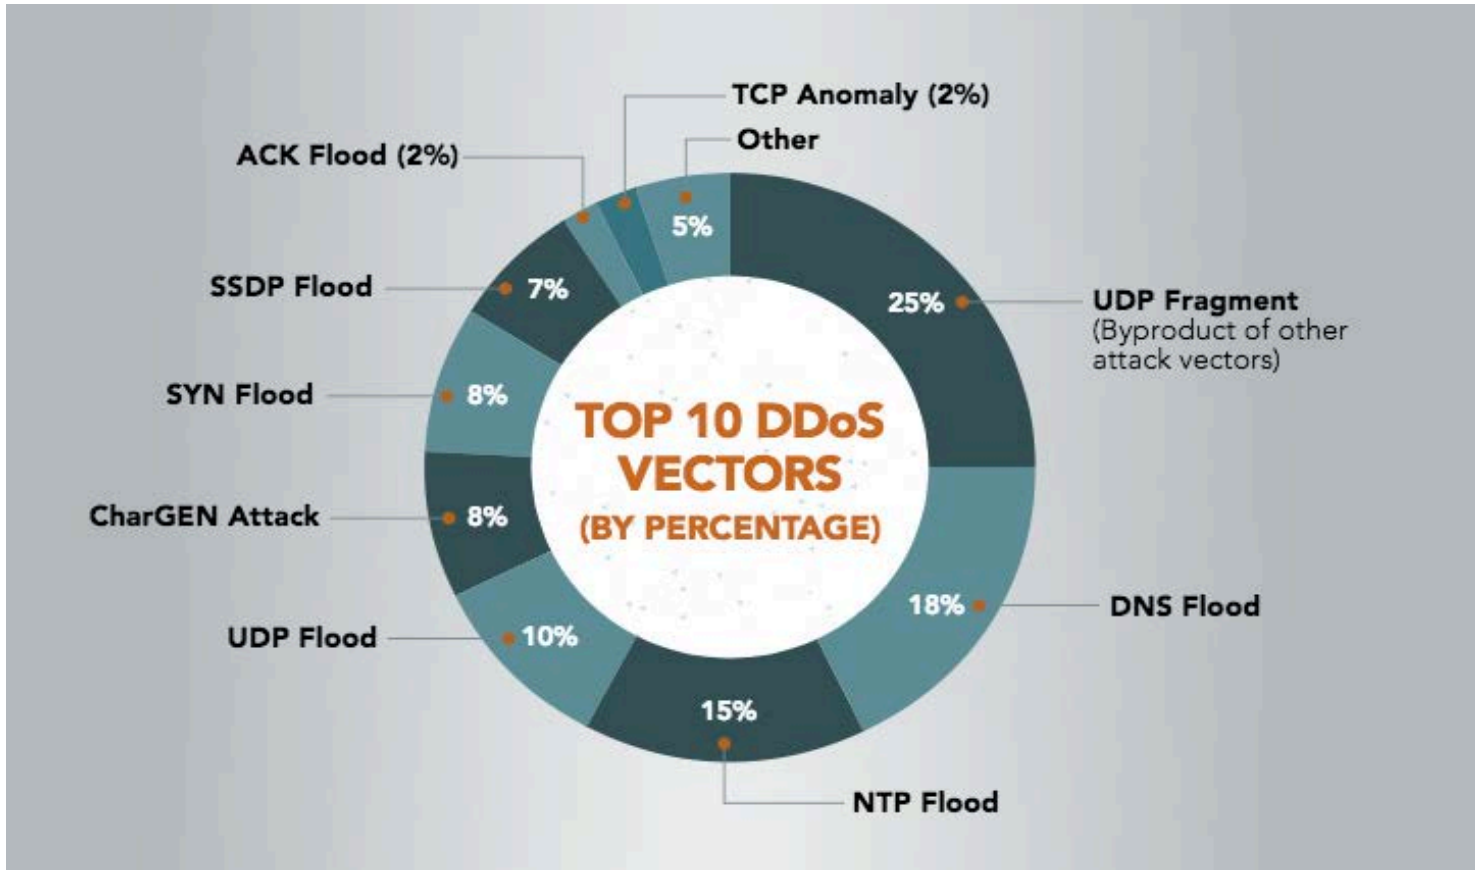 TCP Anomaly (2%)
Other
ACK Flood (2%)
5%
SSDP Flood
7%
25%
UDP Fragment
(Byproduct of other
attack vectors)
SYN Flood
8%
TOP 10 DDoS
VECTORS
(BY PERCENTAGE)
CharGEN Attack
8%
18%
DNS Flood
UDP Flood
10%
15%
NTP Flood